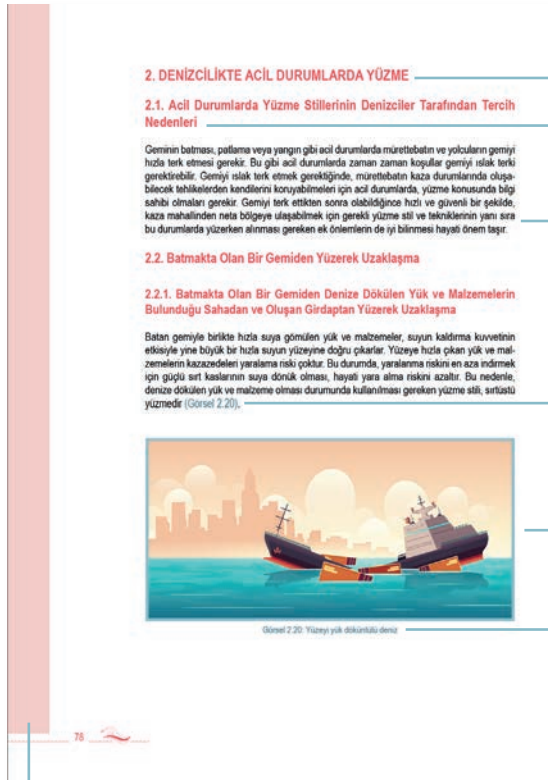 2. DENİZCİLİKTE ACİL DURUMLARDA YÜZME
2.1. Acil Durumlarda Yüzme Stillerinin Denizciler Tarafından Tercih
Nedenleri
Geminin batması, patlama veya yangın gibi acil durumlarda mürettebatın ve yolcuların gemiyi
hızla terk etmesi gerekir. Bu gibi acil durumlarda zaman zaman koşullar gemiyi ıslak terki
gerektirebilir. Gemiyi ıslak terk etmek gerektiğinde, mürettebatın kaza durumlarında oluşa-
bilecek tehlikelerden kendilerini koruyabilmeleri için acil durumlarda, yüzme konusunda bilgi
sahibi olmaları gerekir. Gemiyi terk ettikten sonra olabildiğince hızlı ve güvenli bir şekilde,
kaza mahallinden neta bölgeye ulaşabilmek için gerekli yüzme stil ve tekniklerinin yanı sıra
bu durumlarda yüzerken alınması gereken ek önlemlerin de iyi bilinmesi hayati önem taşır.
2.2. Batmakta Olan Bir Gemiden Yüzerek Uzaklaşma
2.2.1. Batmakta Olan Bir Gemiden Denize Dökülen Yük ve Malzemelerin
Bulunduğu Sahadan ve Oluşan Girdaptan Yüzerek Uzaklaşma
Batan gemiyle birlikte hızla suya gömülen yük ve malzemeler, suyun kaldırma kuvvetinin
etkisiyle yine büyük bir hızla suyun yüzeyine doğru çıkarlar. Yüzeye hızla çıkan yük ve mal-
zemelerin kazazedeleri yaralama riski çoktur. Bu durumda, yaralanma riskini en aza indirmek
için güçlü sırt kaslarının suya dönük olması, hayati yara alma riskini azaltır. Bu nedenle,
denize dökülen yük ve malzeme olması durumunda kullanılması gereken yüzme stili, sırtüstü
yüzmedir (Görsel 2.20).
Görsel 2.20: Yüzeyi yük döküntülü deniz
78